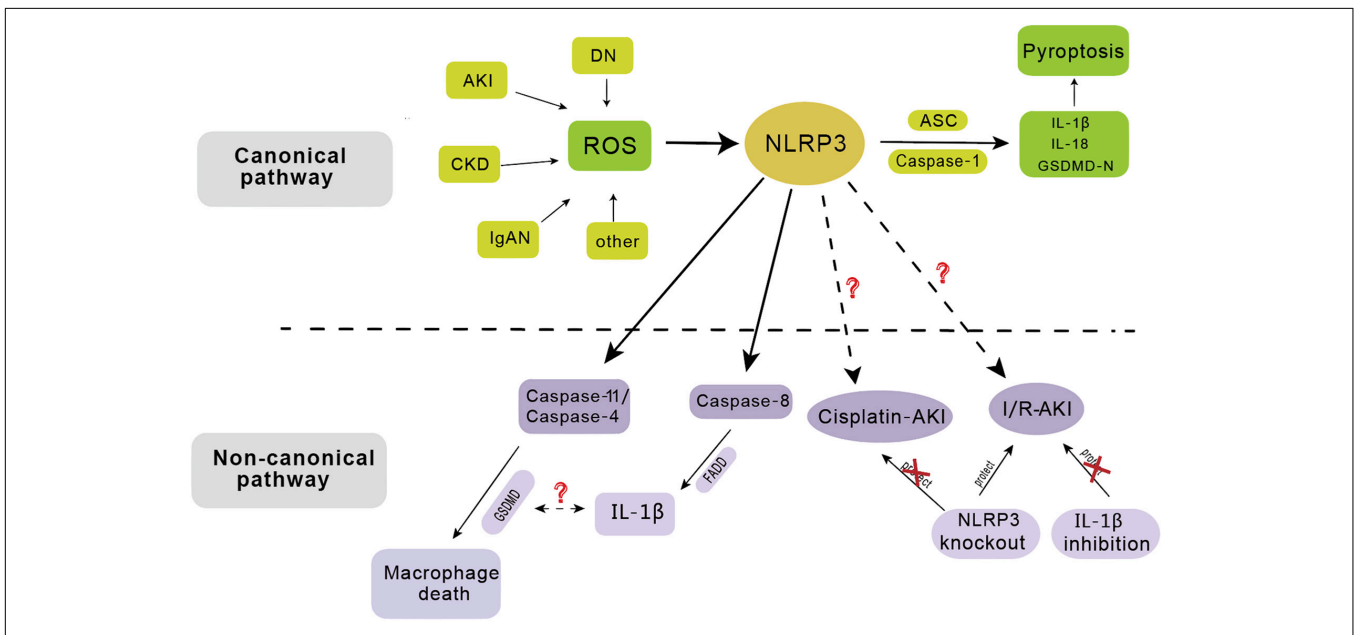 DN
Pyroptosis
AKI
ASC
IL-1β
IL-18
GSDMD-N
ROS
NLRP3
Caspase-1
Canonical
pathway
CKD
IgAN
other
?
?
Caspase-11/
Caspase-4
Caspase-8
Cisplatin-AKI
I/R-AKI
Non-canonical
pathway
GSDMD
?
FADD
IL-1β
protect
protect
protect
NLRP3
knockout
IL-1β
inhibition
Macrophage
death